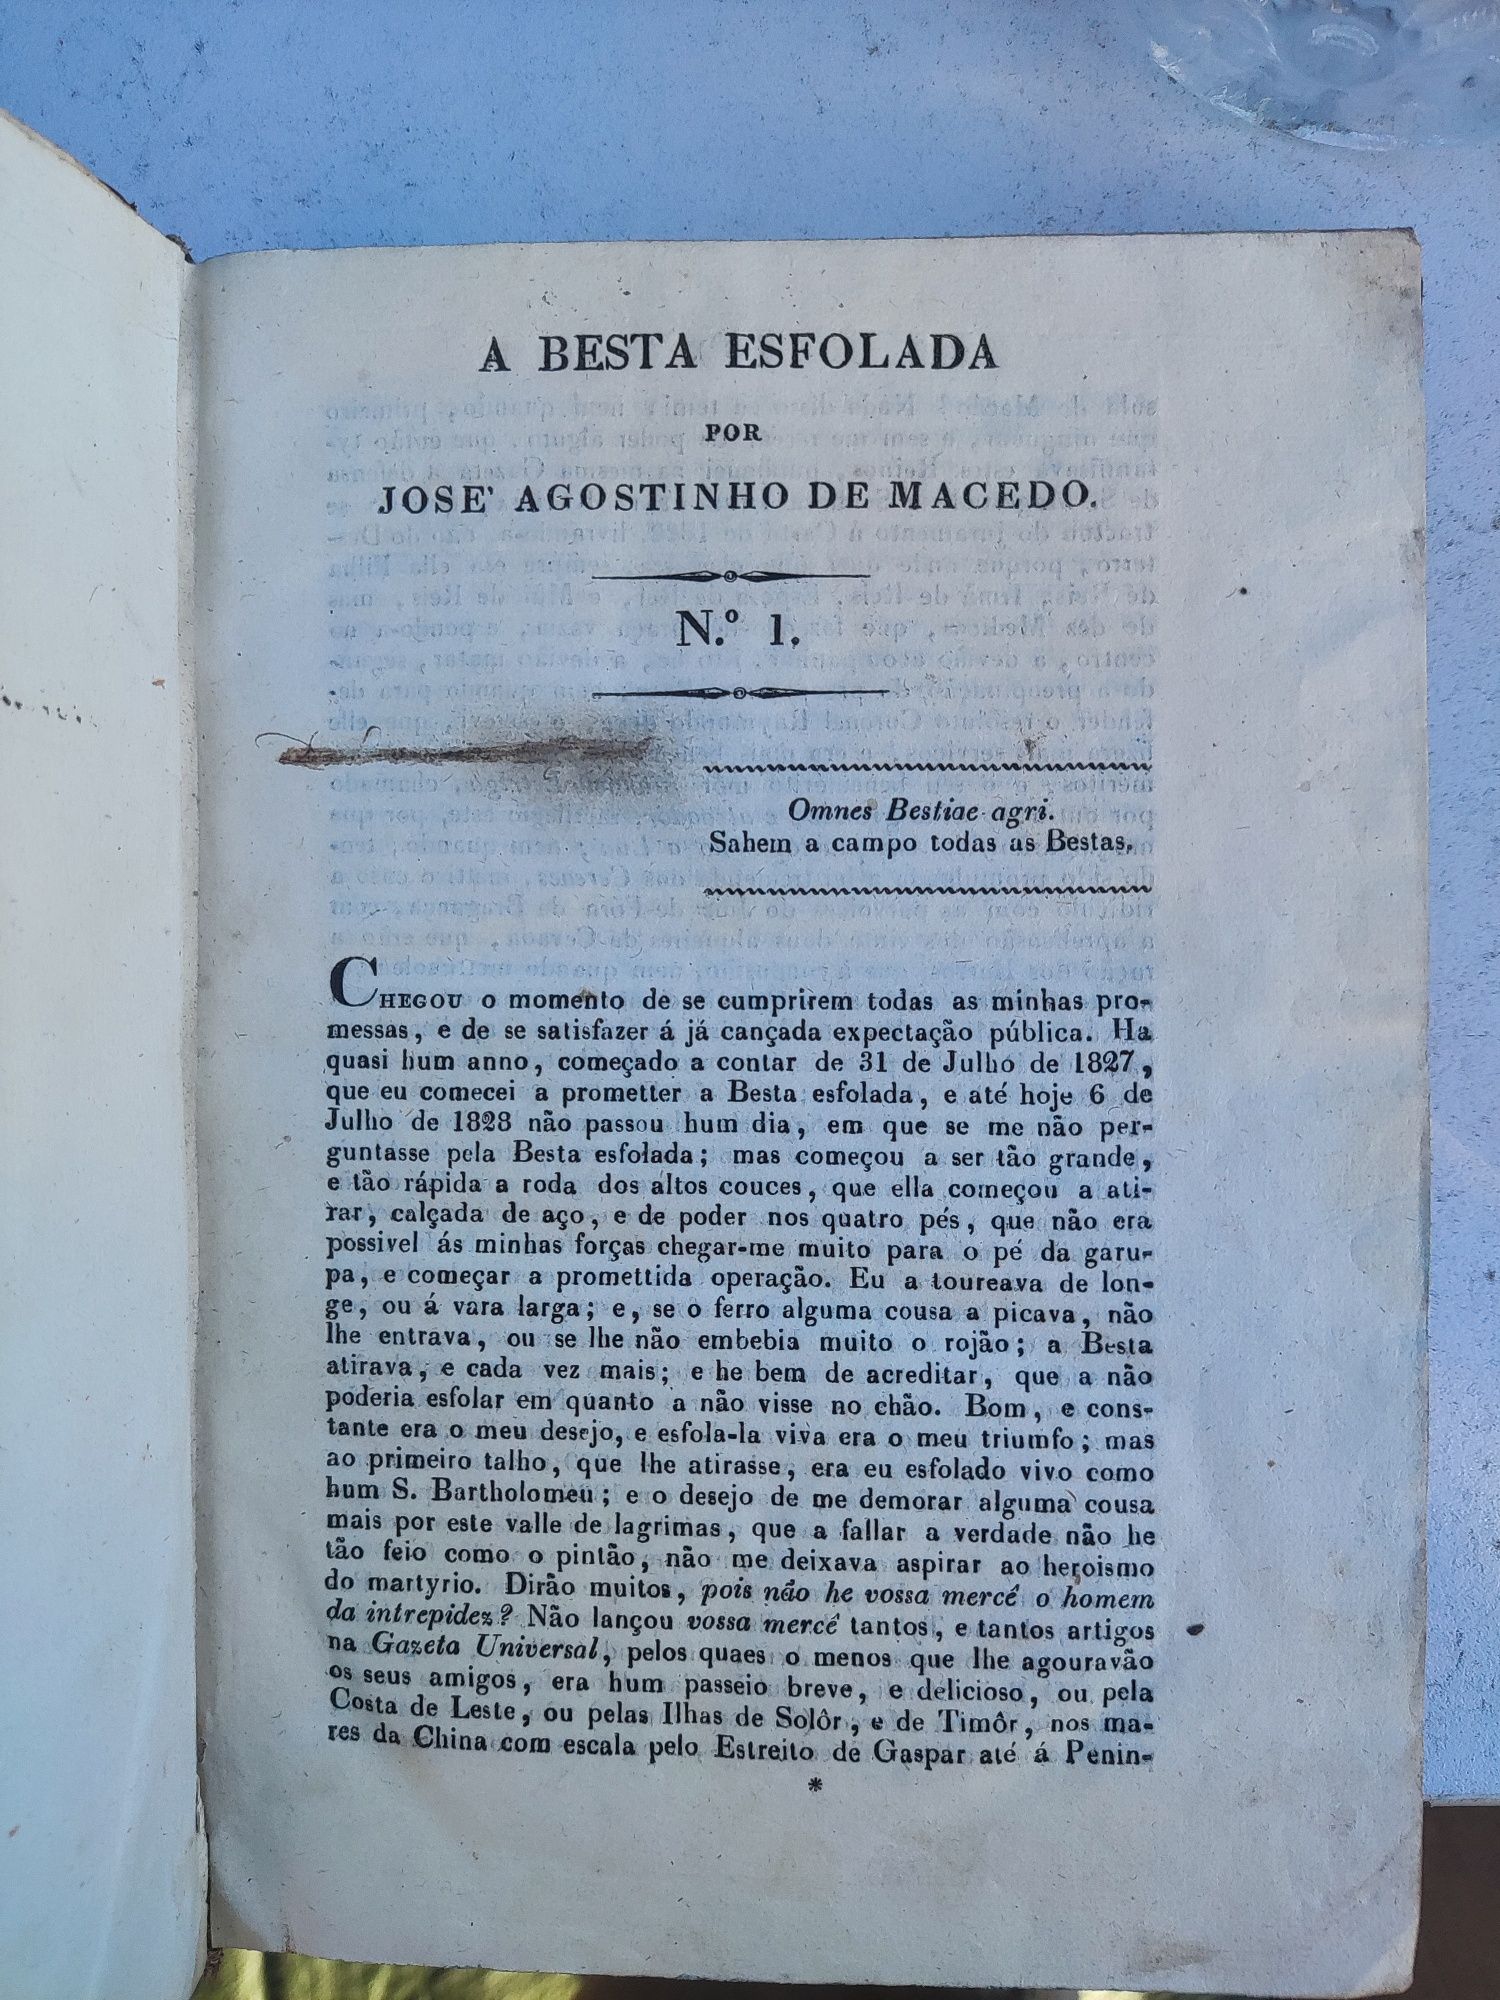 A BESTA ESFOLADA
POR
JOSE' AGOSTINHO DE MACEDO.
N.º 1.
Omnes Bestiae agri.
Sahem a campo todas as Bestas.
CHEGOU o momento de se cumprirem todas as minhas pro-
messas, e de se satisfazer á já cançada expectação pública. Ha
quasi hum anno, começado a contar de 31 de Julho de 1827,
que eu comecei a prometter a Besta esfolada, e até hoje 6 de
Julho de 1828 não passou hum dia, em que se me não per-
guntasse pela Besta esfolada; mas começou a ser tão grande,
e tão rápida a roda dos altos couces, que ella começou a ati-
rar, calçada de aço, e de poder nos quatro pés, que não era
possivel ás minhas forças chegar-me muito para o pé da garu-
pa, e começar a promettida operação. Eu a toureava de lon-
ge, ou á vara larga; e, se o ferro alguma cousa a picava, não
lhe entrava, ou se lhe não embebia muito o rojão; a Besta
atirava, e cada vez mais; e he bem de acreditar, que a não
poderia esfolar em quanto a não visse no chão. Bom, e cons-
tante era o meu desejo, e esfola-la viva era o meu triumfo; mas
ao primeiro talho, que lhe atirasse, era eu esfolado vivo como
hum S. Bartholomeu; e o desejo de me demorar alguma cousa
mais por este valle de lagrimas, que a fallar a verdade não he
tão feio como o pintão, não me deixava aspirar ao heroismo
do martyrio. Dirão muitos, pois não he vossa mercê o homem
da intrepidez? Não lançou vossa mercê tantos, e tantos artigos
na Gazeta Universal, pelos quaes o menos que lhe agouravão
os seus amigos, era hum passeio breve, e delicioso, ou pela
Costa de Leste, ou pelas Ilhas de Solôr, e de Timôr, nos ma-
res da China com escala pelo Estreito de Gaspar até á Penin-
*